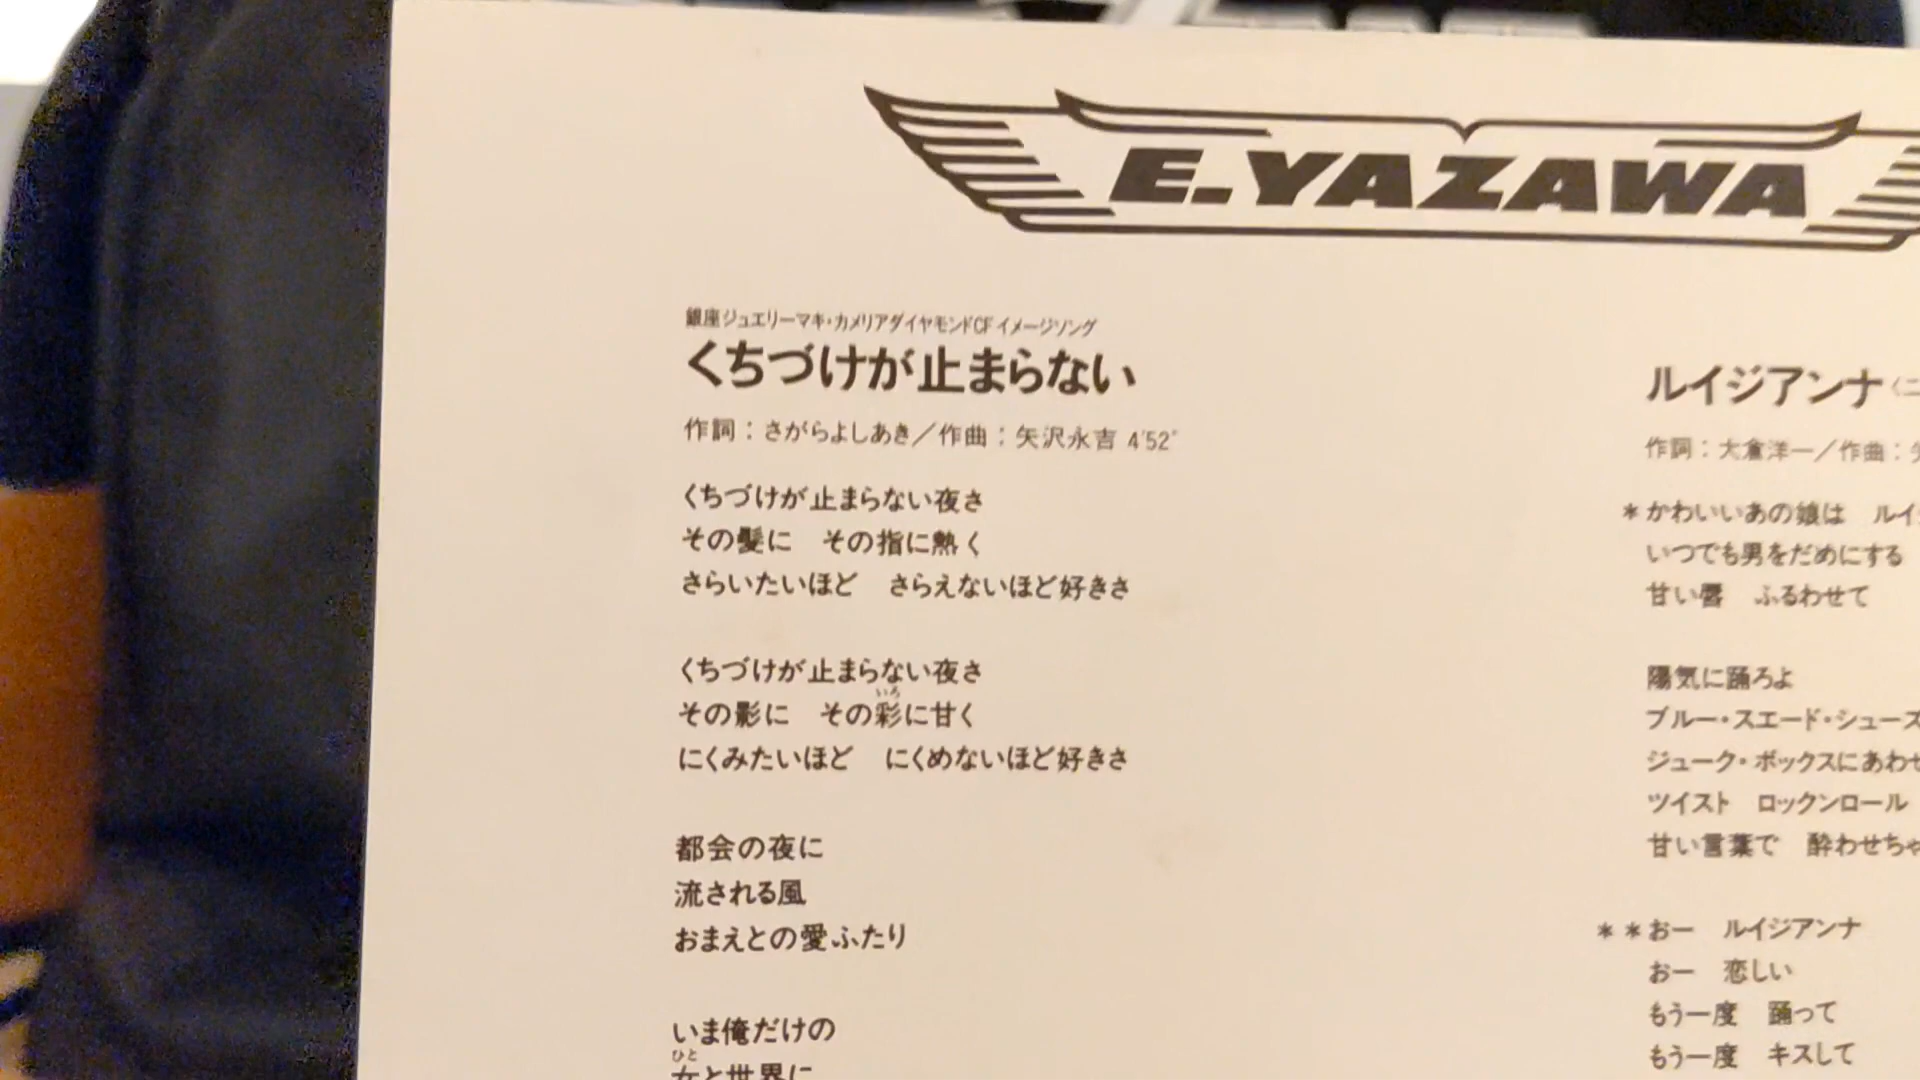 E.YAZAWA
銀座ジュエリーマキ・カメリアダイヤモンドCFイメージソング
くちづけが止まらない
作詞：さがらよしあき／作曲：矢沢永吉 4'52"
くちづけが止まらない夜さ
その髪に　その指に熱く
さらいたいほど　さらえないほど好きさ
くちづけが止まらない夜さ
いろ
その影に　その彩に甘く
にくみたいほど　にくめないほど好きさ
都会の夜に
流される風
おまえとの愛ふたり
いま俺だけの
ひと
女と世界に
ルイジアンナ
作詞：大倉洋一／作曲：
＊かわいいあの娘は　ルイ
いつでも男をだめにする
甘い唇　ふるわせて
陽気に踊ろよ
ブルー・スエード・シューズ
ジューク・ボックスにあわせ
ツイスト　ロックンロール
甘い言葉で　酔わせちゃ
＊＊おー　ルイジアンナ
おー　恋しい
もう一度　踊って
もう一度　キスして